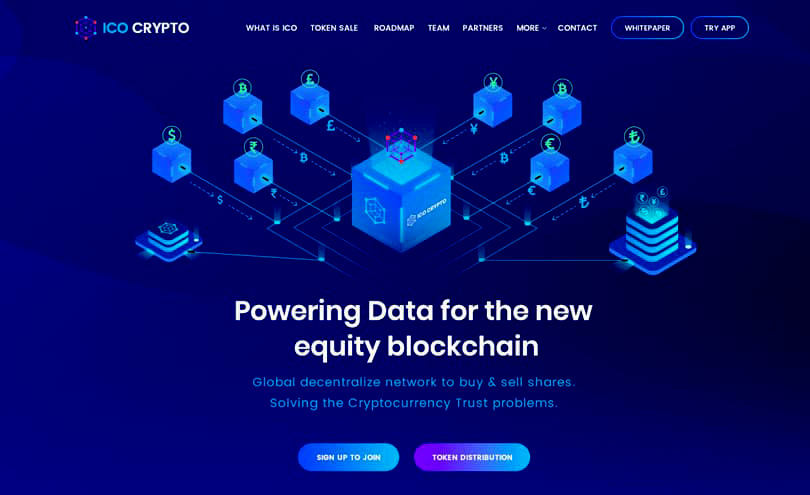 ICO CRYPTO
WHAT IS ICO
TOKEN SALE
ROADMAP
TEAM
PARTNERS
MORE
CONTACT
WHITEPAPER
TRY APP
ICO CRYPTO
Powering Data for the new
equity blockchain
Global decentralize network to buy & sell shares.
Solving the Cryptocurrency Trust problems.
SIGN UP TO JOIN
TOKEN DISTRIBUTION